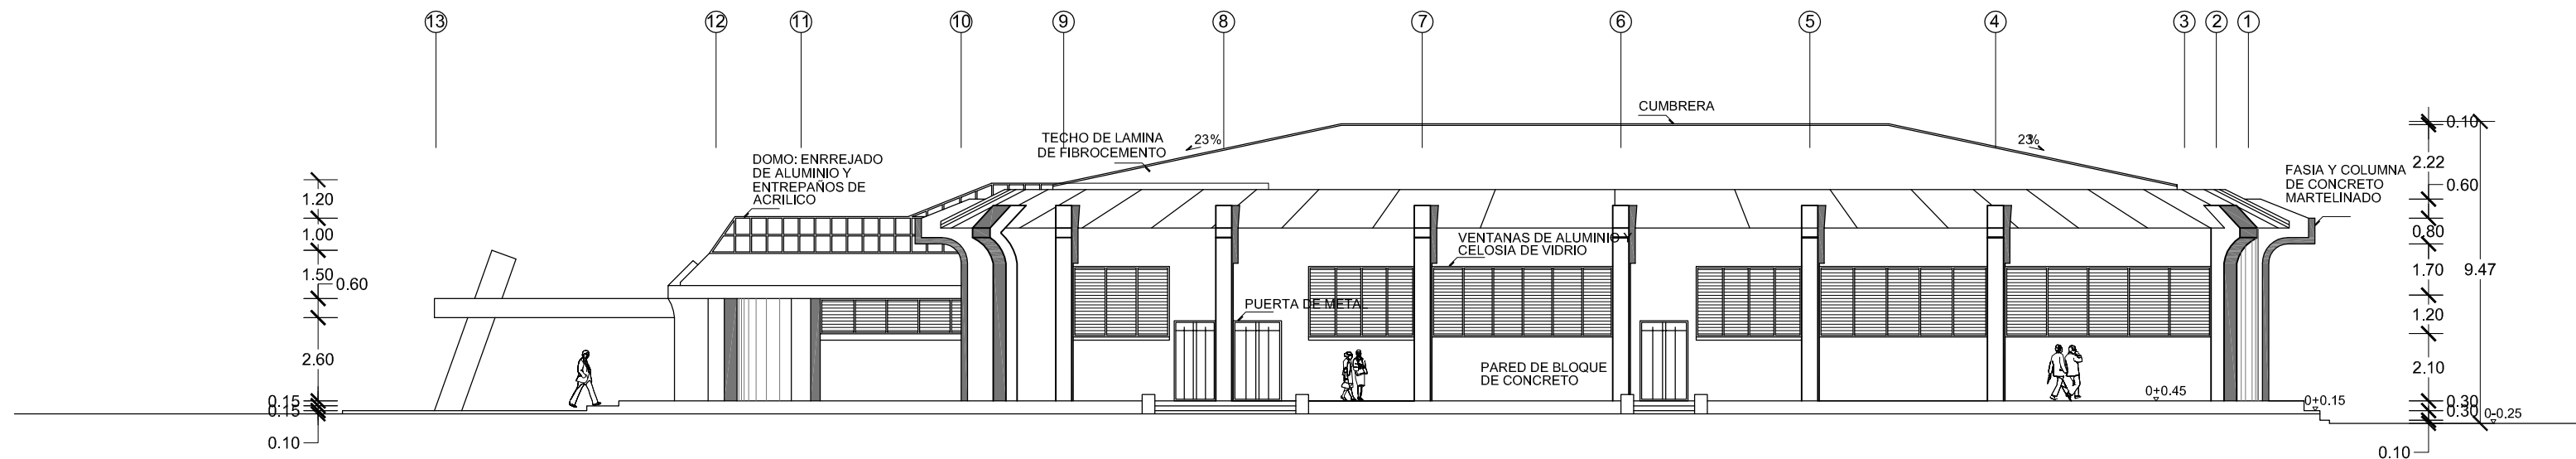 13
12
11
10
9
8
7
6
5
4
3
2
1
CUMBRERA
TECHO DE LAMINA
DE FIBROCEMENTO
23%
23%
DOMO: ENRREJADO
DE ALUMINIO Y
ENTREPAÑOS DE
ACRILICO
FASIA Y COLUMNA
DE CONCRETO
MARTELINADO
VENTANAS DE ALUMINIO Y
CELOSIA DE VIDRIO
PUERTA DE METAL
PARED DE BLOQUE
DE CONCRETO
0+0.45
0+0.15
0-0.25
1.20
1.00
1.50
0.60
2.60
0.15
0.15
0.10
0.10
2.22
0.60
0.80
1.70
9.47
1.20
2.10
0.30
0.30
0.10